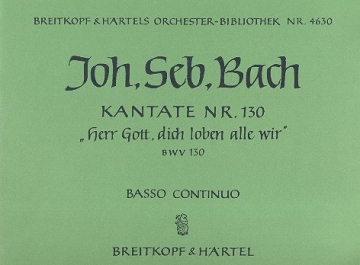 BREITKOPF & HÄRTELS ORCHESTER-BIBLIOTHEK NR. 4630
Joh. Seb. Bach
KANTATE NR. 130
„Herr Gott, dich loben alle wir"
BWV 130
BASSO CONTINUO
BREITKOPF & HÄRTEL